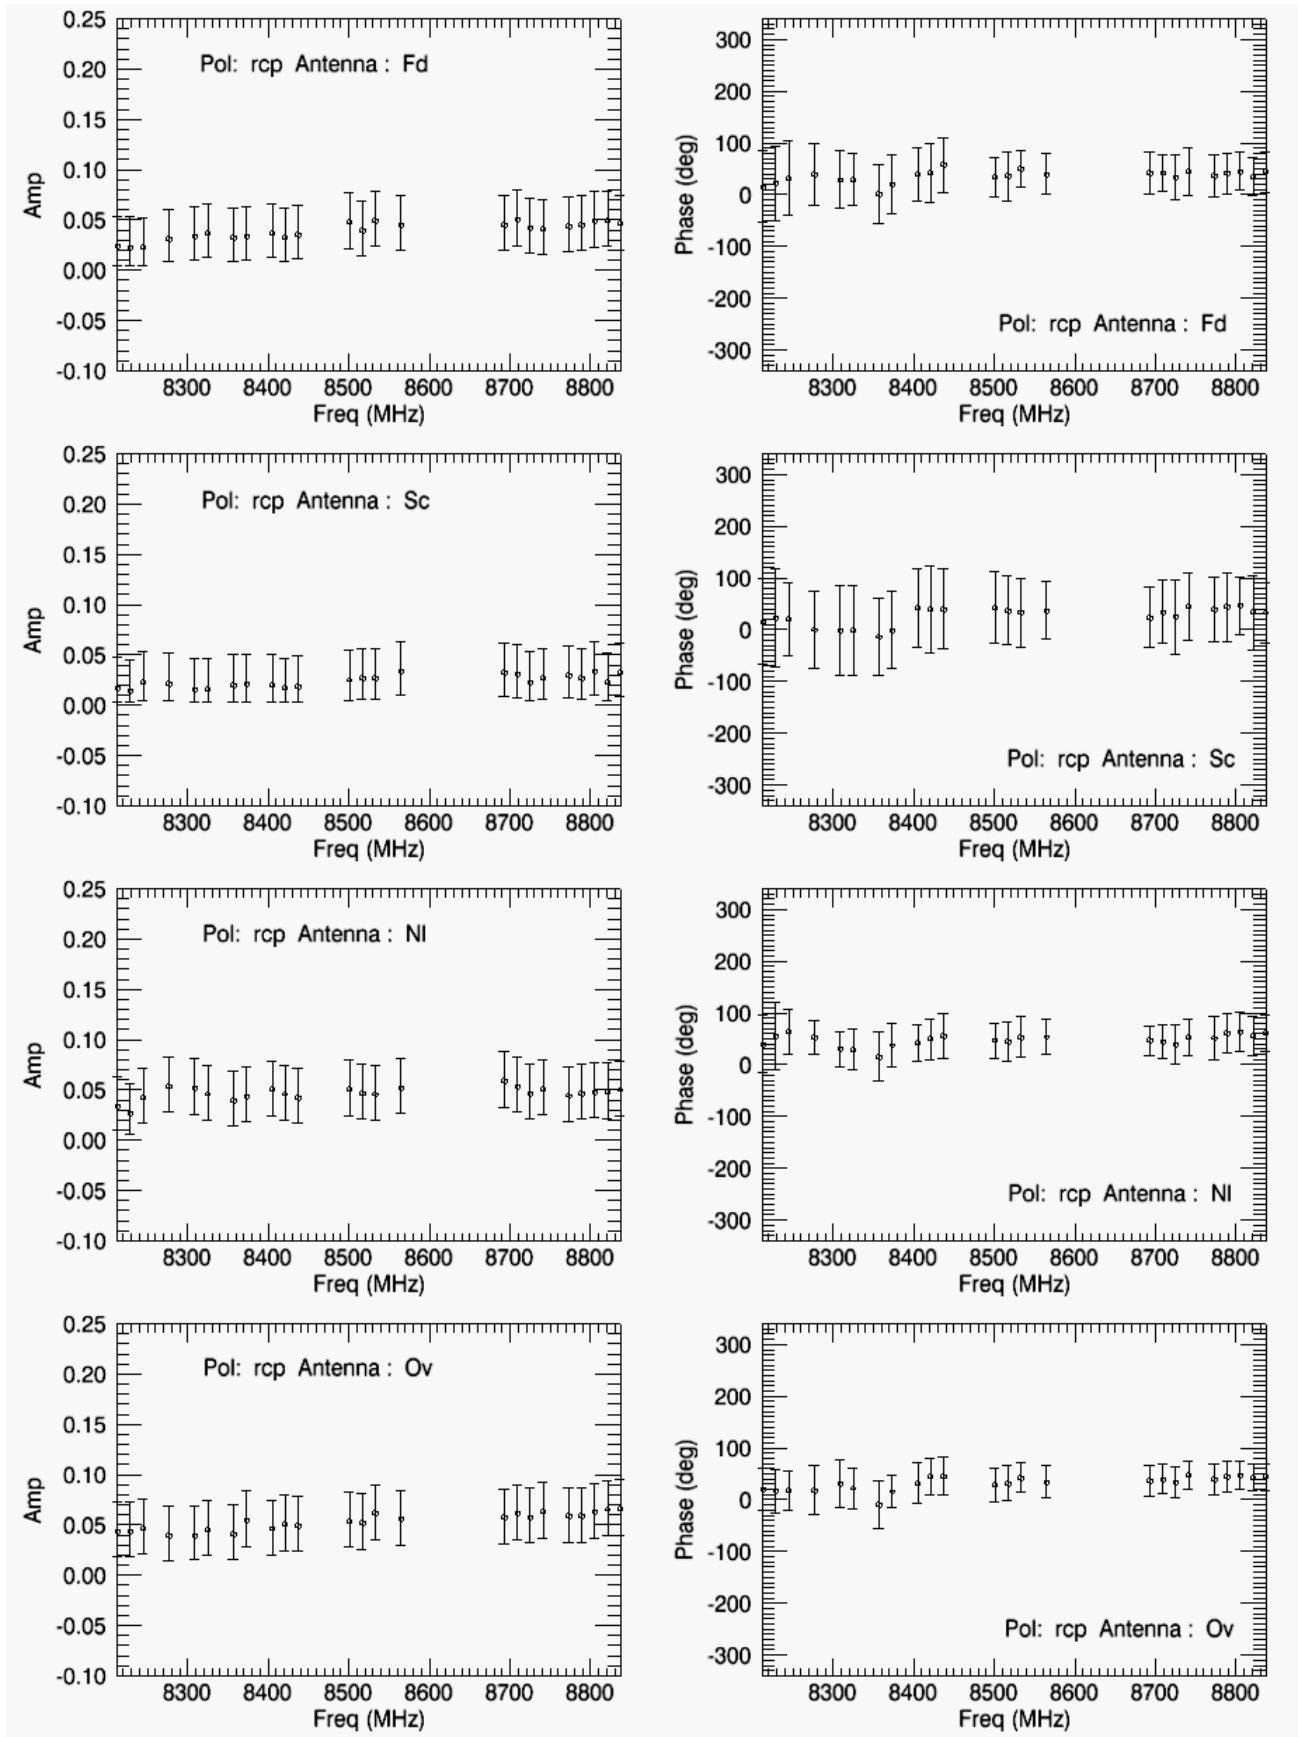 0.25
0.20
0.15
0.10
0.05
0.00
-0.05
-0.10
Amp
Pol: rcp Antenna : Fd
8300 8400 8500 8600 8700 8800
Freq (MHz)
300
200
100
0
-100
-200
-300
Phase (deg)
Pol: rcp Antenna : Fd
8300 8400 8500 8600 8700 8800
Freq (MHz)
0.25
0.20
0.15
0.10
0.05
0.00
-0.05
-0.10
Amp
Pol: rcp Antenna : Sc
8300 8400 8500 8600 8700 8800
Freq (MHz)
300
200
100
0
-100
-200
-300
Phase (deg)
Pol: rcp Antenna : Sc
8300 8400 8500 8600 8700 8800
Freq (MHz)
0.25
0.20
0.15
0.10
0.05
0.00
-0.05
-0.10
Amp
Pol: rcp Antenna : Nl
8300 8400 8500 8600 8700 8800
Freq (MHz)
300
200
100
0
-100
-200
-300
Phase (deg)
Pol: rcp Antenna : Nl
8300 8400 8500 8600 8700 8800
Freq (MHz)
0.25
0.20
0.15
0.10
0.05
0.00
-0.05
-0.10
Amp
Pol: rcp Antenna : Ov
8300 8400 8500 8600 8700 8800
Freq (MHz)
300
200
100
0
-100
-200
-300
Phase (deg)
Pol: rcp Antenna : Ov
8300 8400 8500 8600 8700 8800
Freq (MHz)